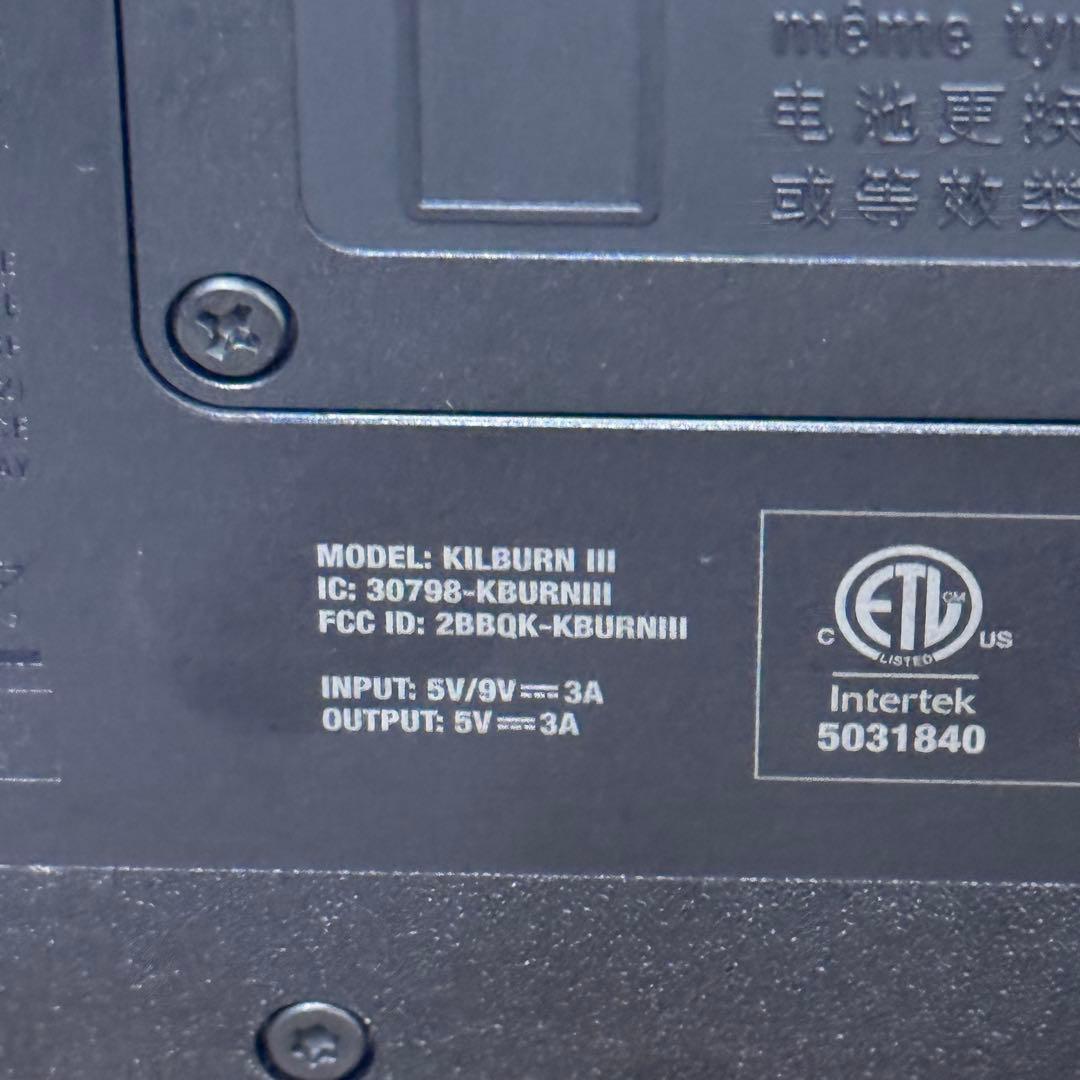 même
电池更换
或等效类
MODEL: KILBURN III
IC: 30798-KBURNIII
FCC ID: 2BBQK-KBURNIII
INPUT: 5V/9V⎓3A
OUTPUT: 5V⎓3A
ETL CM
C US
LISTED
Intertek
5031840